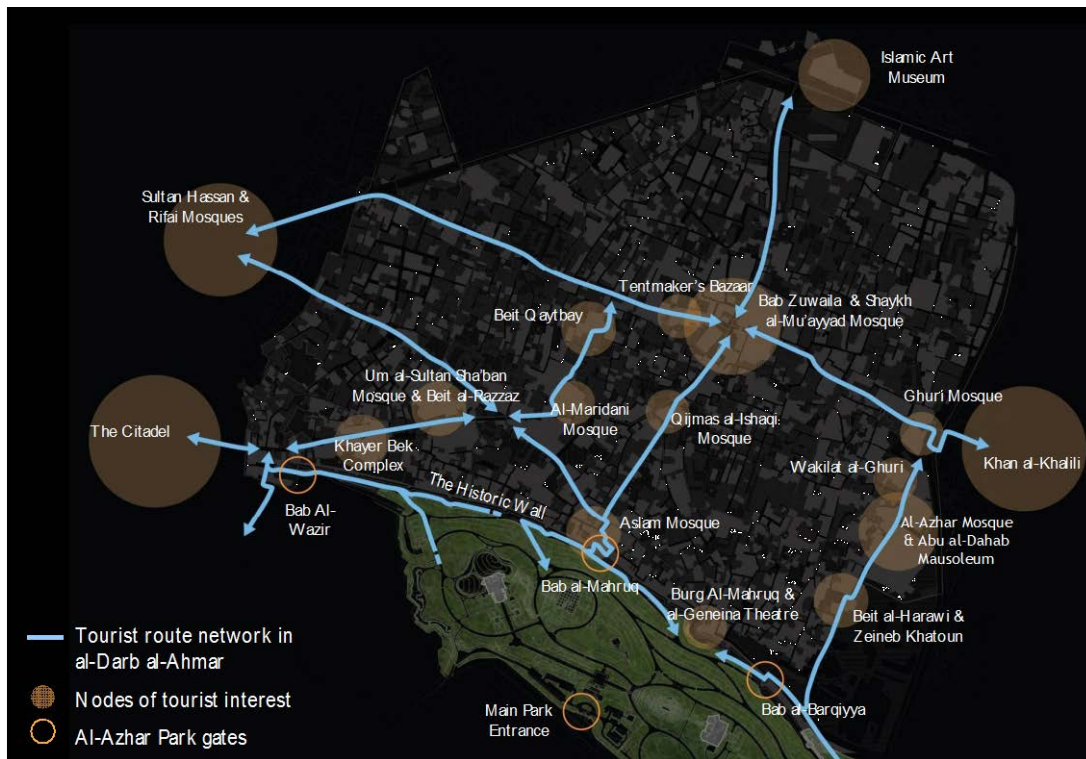 Islamic Art
Museum
Sultan Hassan &
Rifai Mosques
Tentmaker's Bazaar
Bab Zuwaila & Shaykh
al-Mu'ayyad Mosque
Beit Q'aytbay
Um al-Sultan Sha'ban
Mosque & Beit al-Razzaz
Al-Maridani
Mosque
Qijmas al-Ishaqi
Mosque
Ghuri Mosque
The Citadel
Khayer Bek
Complex
Khan al-Khalili
Wakilat al-Ghuri
The Historic Wall
Bab Al-
Wazir
Aslam Mosque
Al-Azhar Mosque
& Abu al-Dahab
Mausoleum
Bab al-Mahruq
Burg Al-Mahruq &
al-Geneina Theatre
Beit al-Harawi &
Zeineb Khatoun
Tourist route network in
al-Darb al-Ahmar
Nodes of tourist interest
Al-Azhar Park gates
Main Park
Entrance
Bab al-Barqiyya